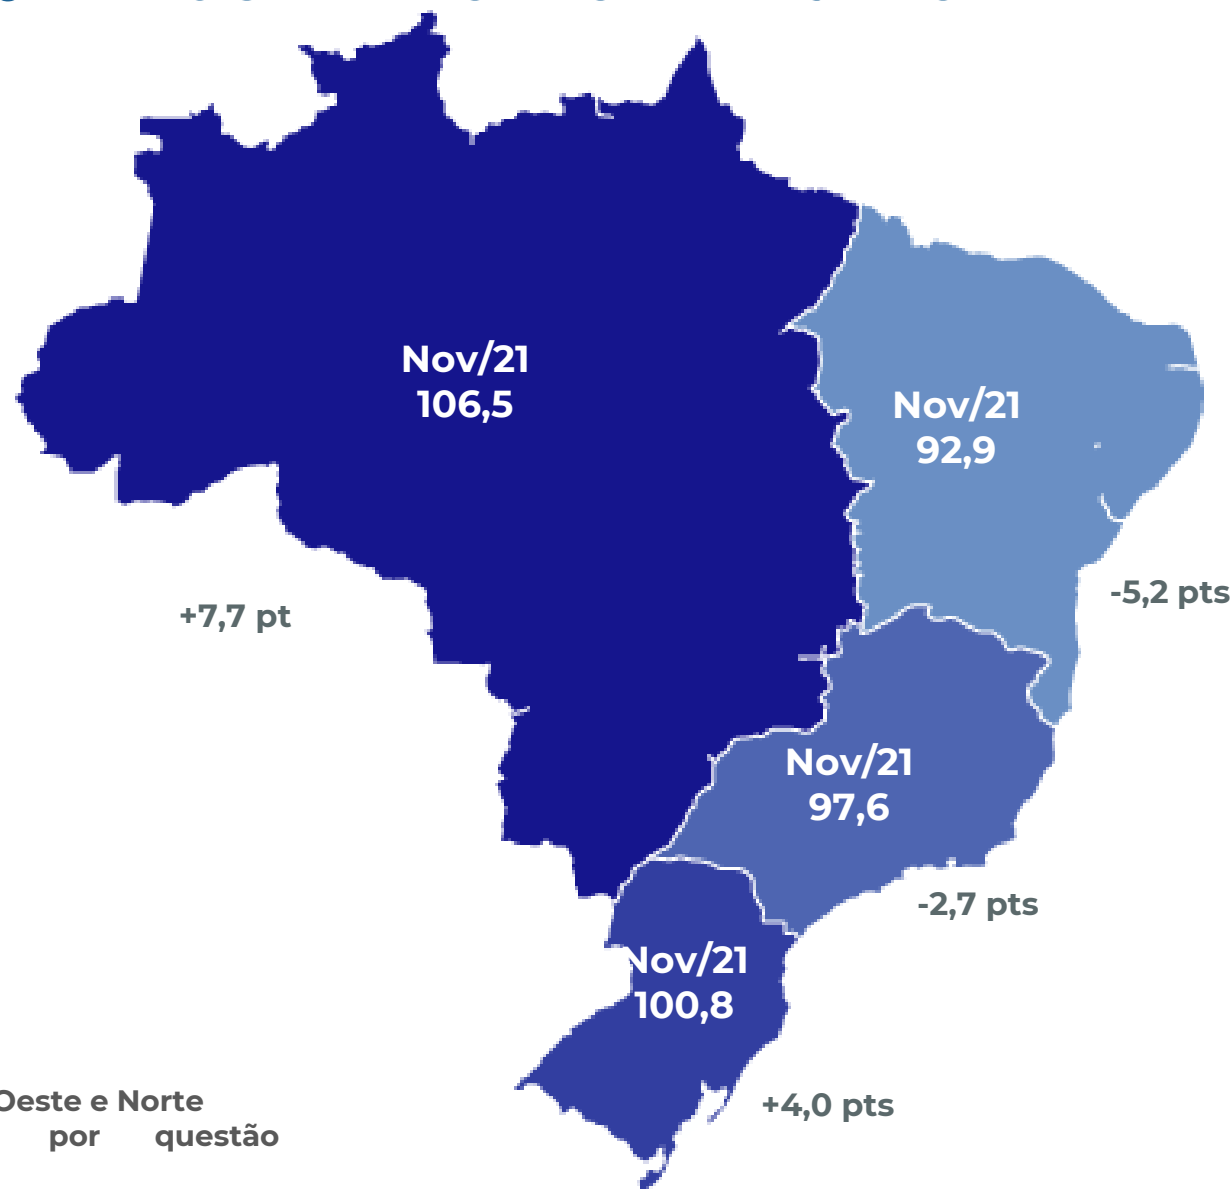 Nov/21
106,5
Nov/21
92,9
+7,7 pt
-5,2 pts
Nov/21
97,6
-2,7 pts
Nov/21
100,8
+4,0 pts
Oeste e Norte
por questão